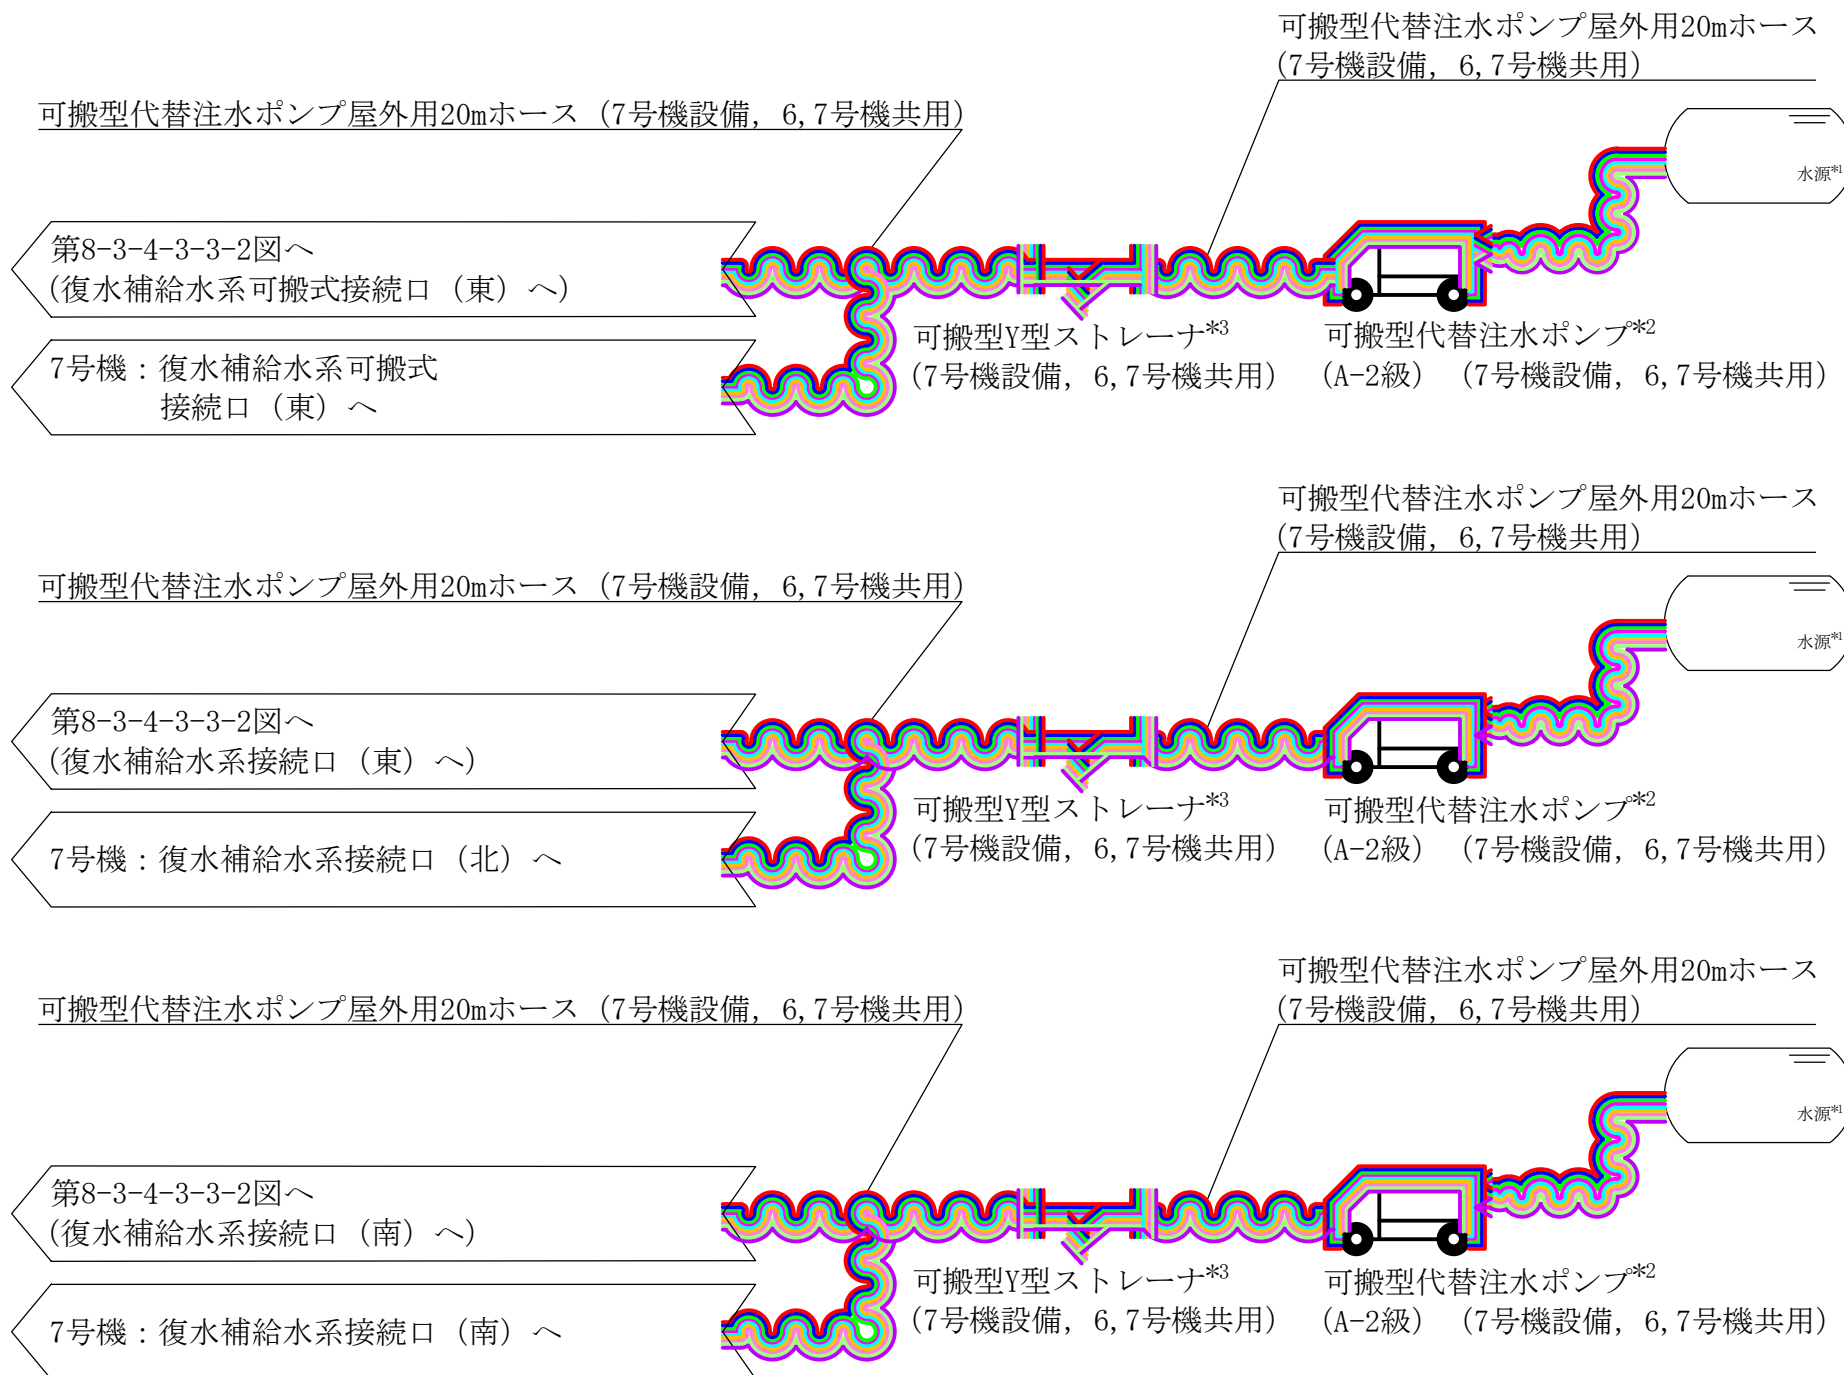 可搬型代替注水ポンプ屋外用20mホース
(7号機設備, 6,7号機共用)
可搬型代替注水ポンプ屋外用20mホース (7号機設備, 6,7号機共用)
水源*1
第8-3-4-3-3-2図へ
(復水補給水系可搬式接続口 (東) へ)
可搬型Y型ストレーナ*3
(7号機設備, 6,7号機共用)
可搬型代替注水ポンプ*2
(A-2級) (7号機設備, 6,7号機共用)
7号機：復水補給水系可搬式
接続口 (東) へ
可搬型代替注水ポンプ屋外用20mホース
(7号機設備, 6,7号機共用)
可搬型代替注水ポンプ屋外用20mホース (7号機設備, 6,7号機共用)
水源*1
第8-3-4-3-3-2図へ
(復水補給水系接続口 (東) へ)
可搬型Y型ストレーナ*3
(7号機設備, 6,7号機共用)
可搬型代替注水ポンプ*2
(A-2級) (7号機設備, 6,7号機共用)
7号機：復水補給水系接続口 (北) へ
可搬型代替注水ポンプ屋外用20mホース
(7号機設備, 6,7号機共用)
可搬型代替注水ポンプ屋外用20mホース (7号機設備, 6,7号機共用)
水源*1
第8-3-4-3-3-2図へ
(復水補給水系接続口 (南) へ)
可搬型Y型ストレーナ*3
(7号機設備, 6,7号機共用)
可搬型代替注水ポンプ*2
(A-2級) (7号機設備, 6,7号機共用)
7号機：復水補給水系接続口 (南) へ